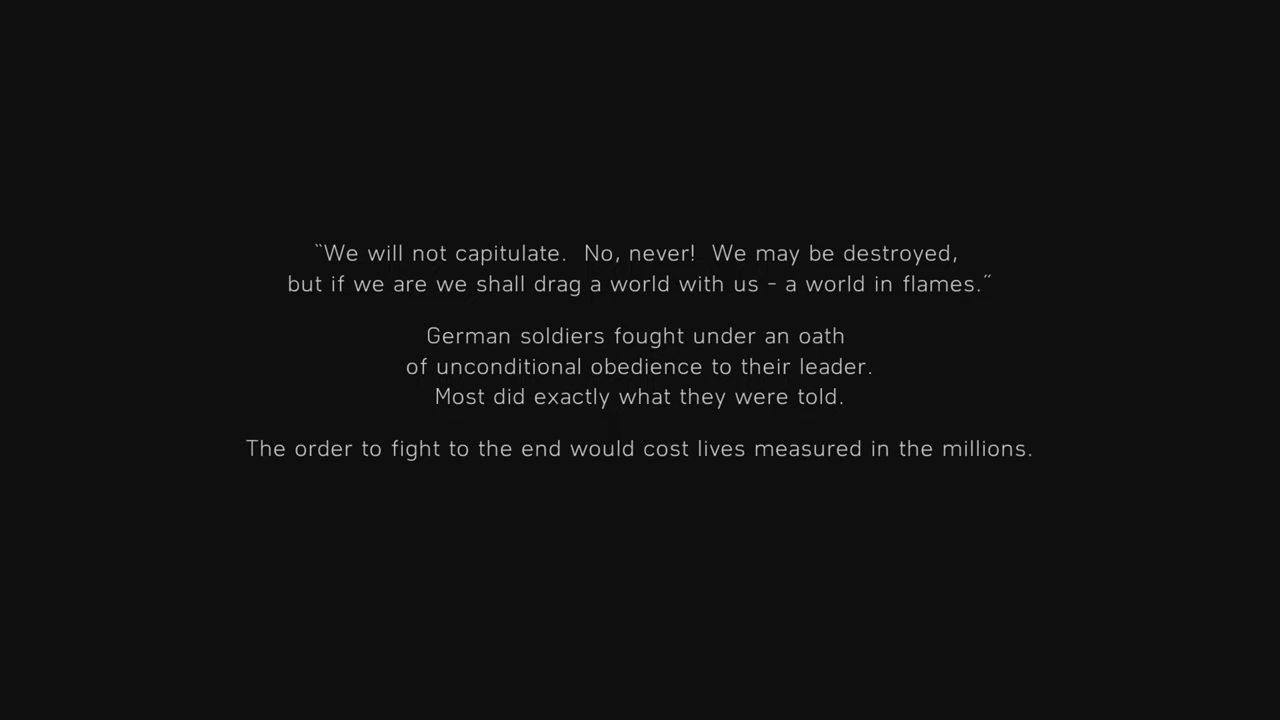 “We will not capitulate.  No, never!  We may be destroyed,
but if we are we shall drag a world with us - a world in flames.”
German soldiers fought under an oath
of unconditional obedience to their leader.
Most did exactly what they were told.
The order to fight to the end would cost lives measured in the millions.